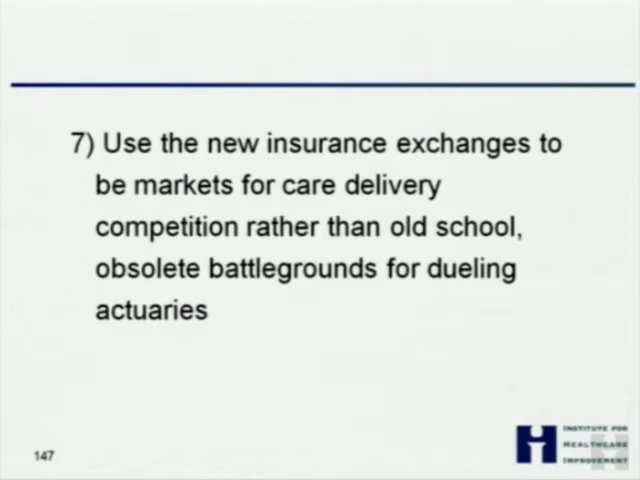 7) Use the new insurance exchanges to
be markets for care delivery
competition rather than old school,
obsolete battlegrounds for dueling
actuaries
147
INSTITUTE FOR
HEALTHCARE
IMPROVEMENT